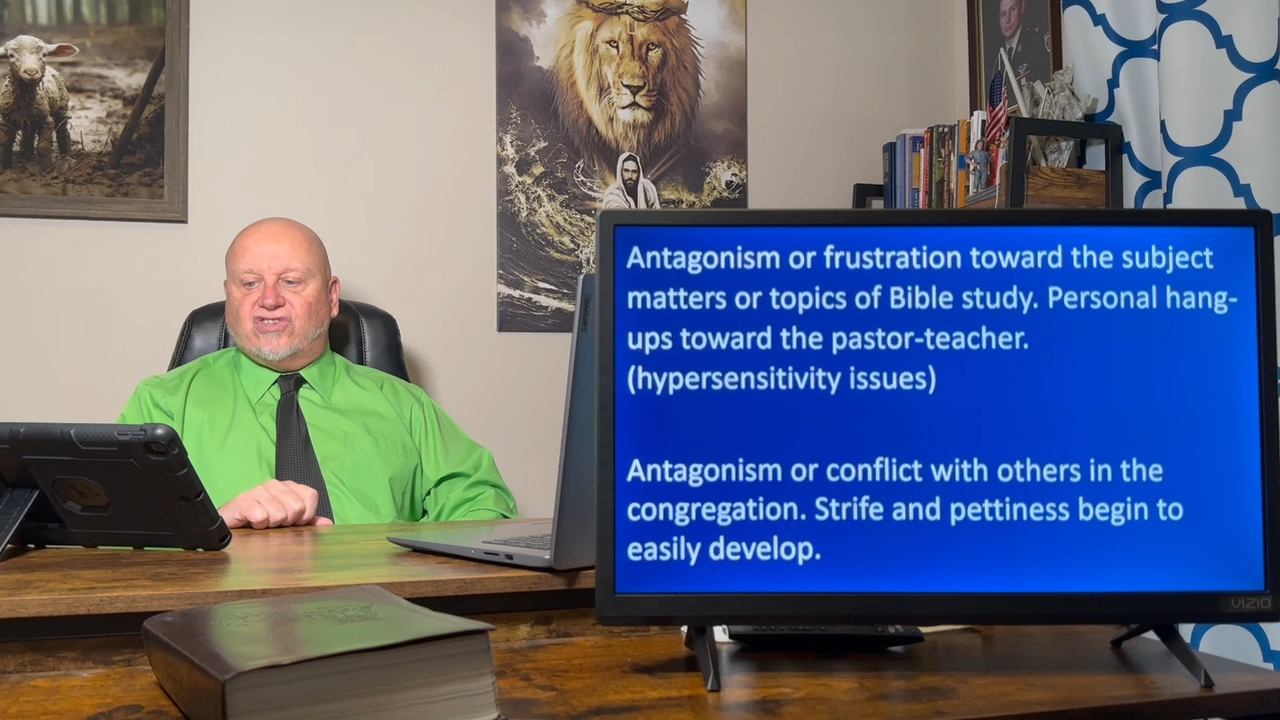 Antagonism or frustration toward the subject
matters or topics of Bible study. Personal hang-
ups toward the pastor-teacher.
(hypersensitivity issues)
Antagonism or conflict with others in the
congregation. Strife and pettiness begin to
easily develop.
VIZIO